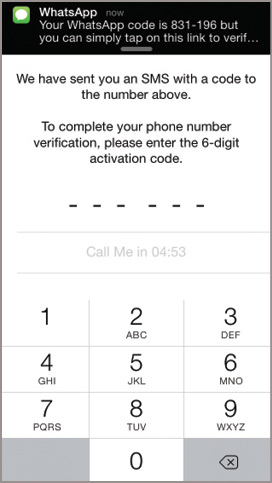 WhatsApp now
Your WhatsApp code is 831-196 but
you can simply tap on this link to verif...
We have sent you an SMS with a code to
the number above.
To complete your phone number
verification, please enter the 6-digit
activation code.
– – –  – – –
Call Me in 04:53
1 2 3
ABC DEF
4 5 6
GHI JKL MNO
7 8 9
PQRS TUV WXYZ
0